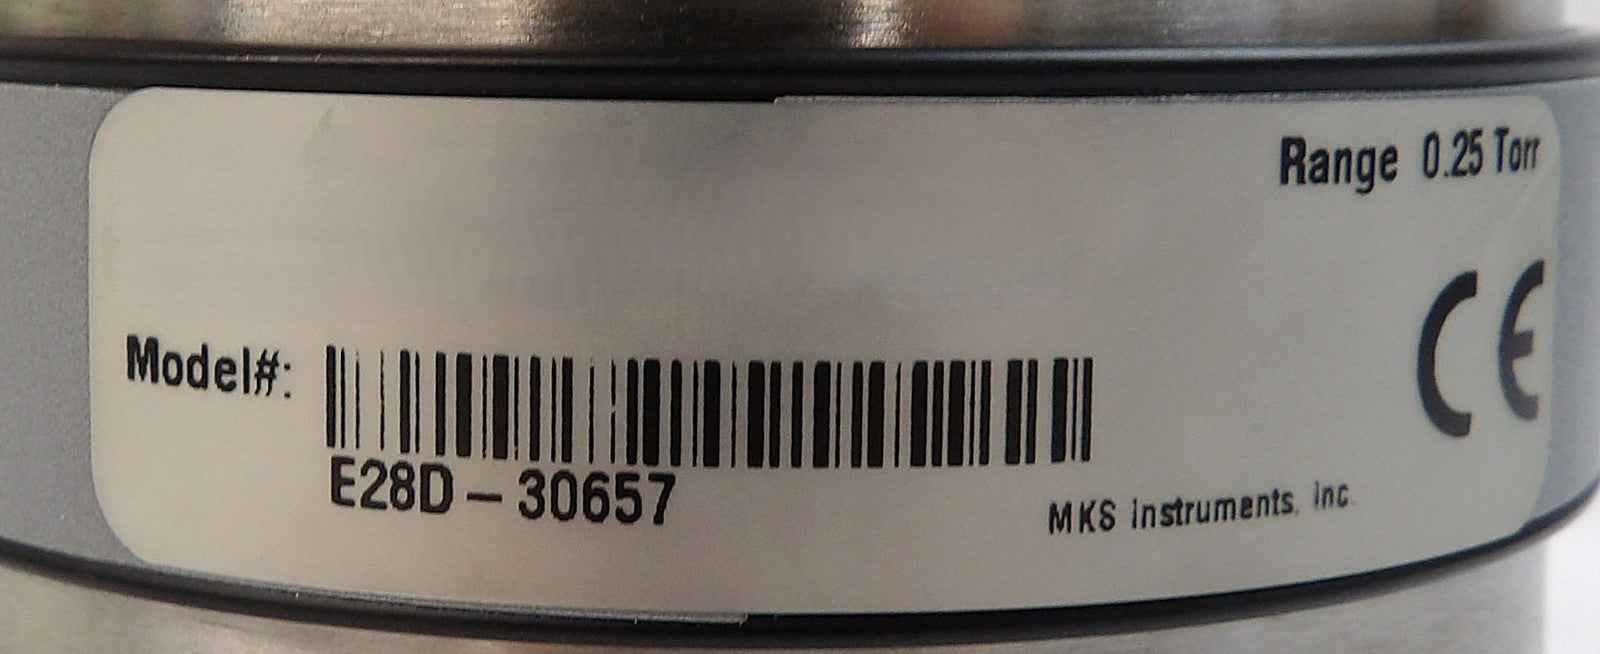 Range 0.25 Torr
CE
Model#:
E28D-30657
MKS instruments, inc.